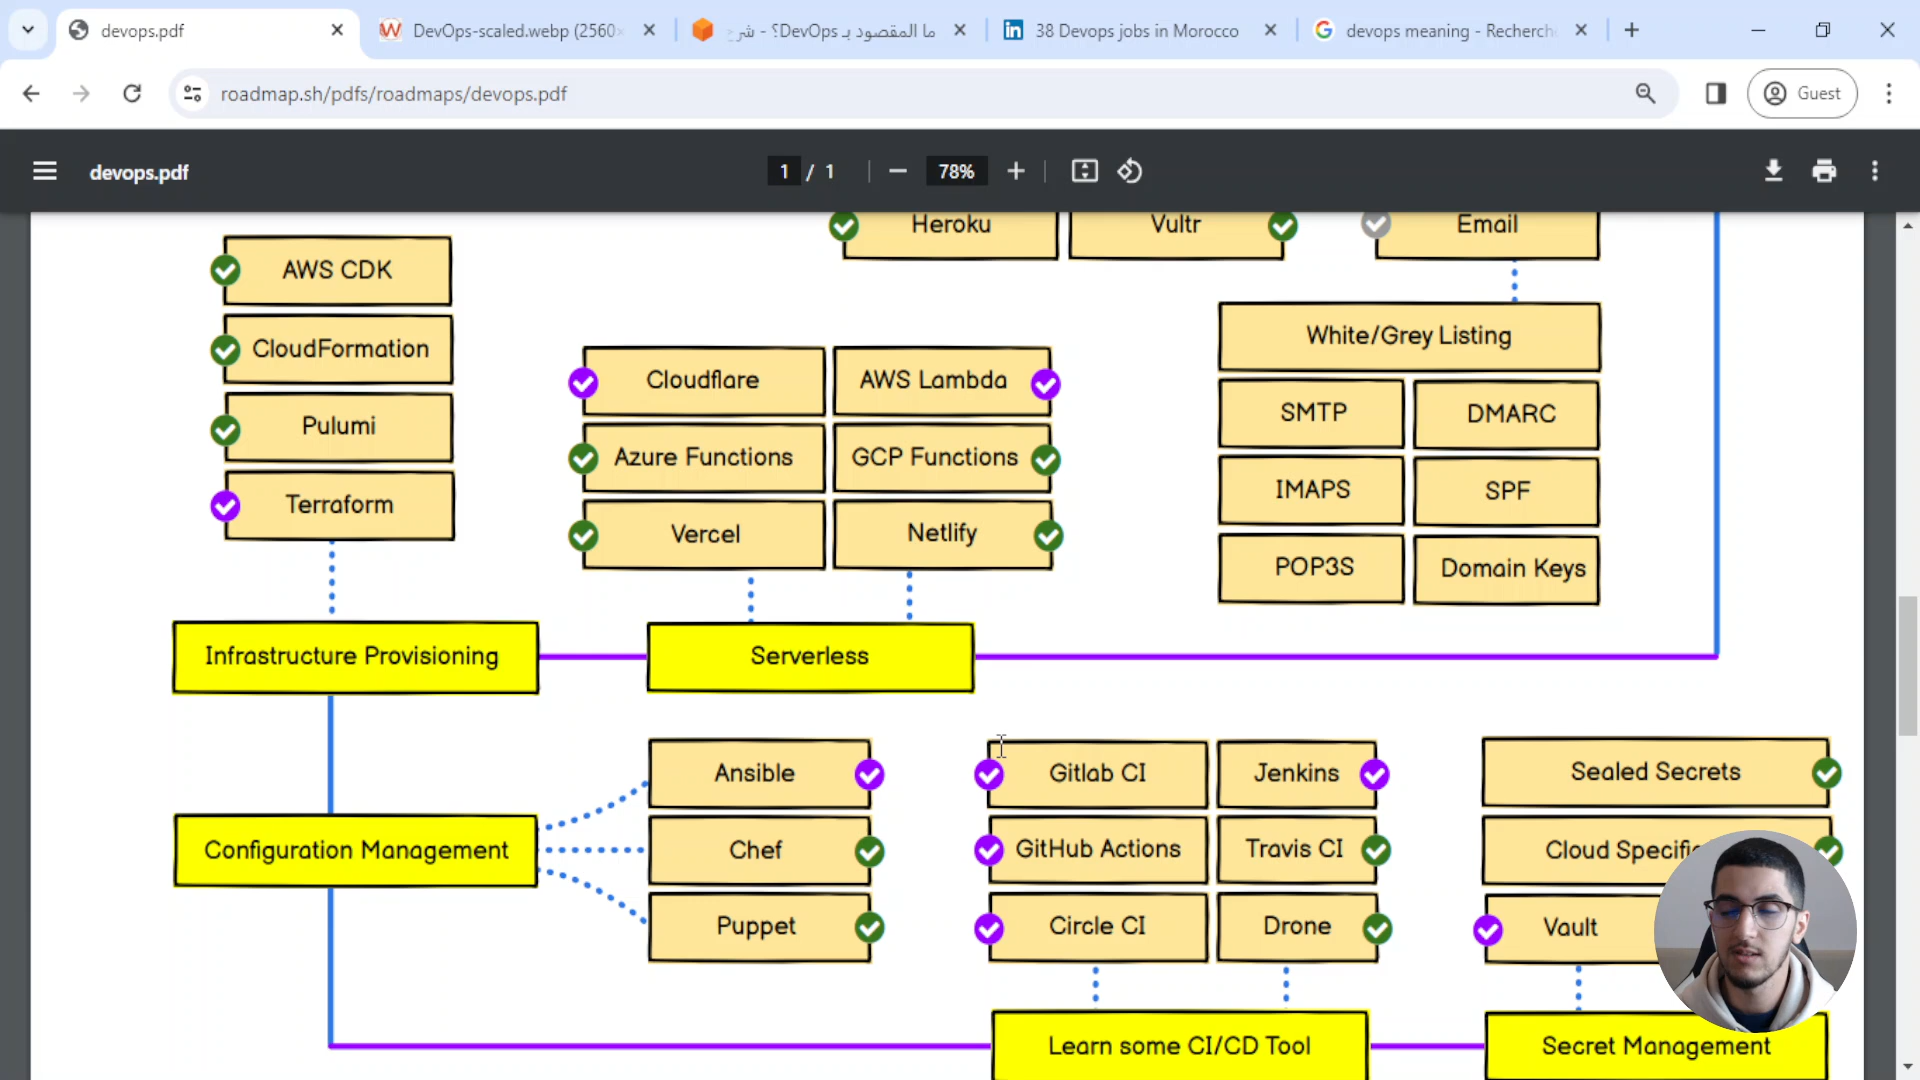 devops.pdf
DevOps-scaled.webp (2560×
ما المقصود بـ DevOps؟ - شرح
38 Devops jobs in Morocco
devops meaning - Recherch
roadmap.sh/pdfs/roadmaps/devops.pdf
Guest
devops.pdf
1 / 1
78%
Heroku
Vultr
Email
AWS CDK
CloudFormation
Pulumi
Terraform
Cloudflare
AWS Lambda
Azure Functions
GCP Functions
Vercel
Netlify
White/Grey Listing
SMTP
DMARC
IMAPS
SPF
POP3S
Domain Keys
Infrastructure Provisioning
Serverless
Configuration Management
Ansible
Chef
Puppet
Gitlab CI
Jenkins
GitHub Actions
Travis CI
Circle CI
Drone
Sealed Secrets
Cloud Specific
Vault
Learn some CI/CD Tool
Secret Management